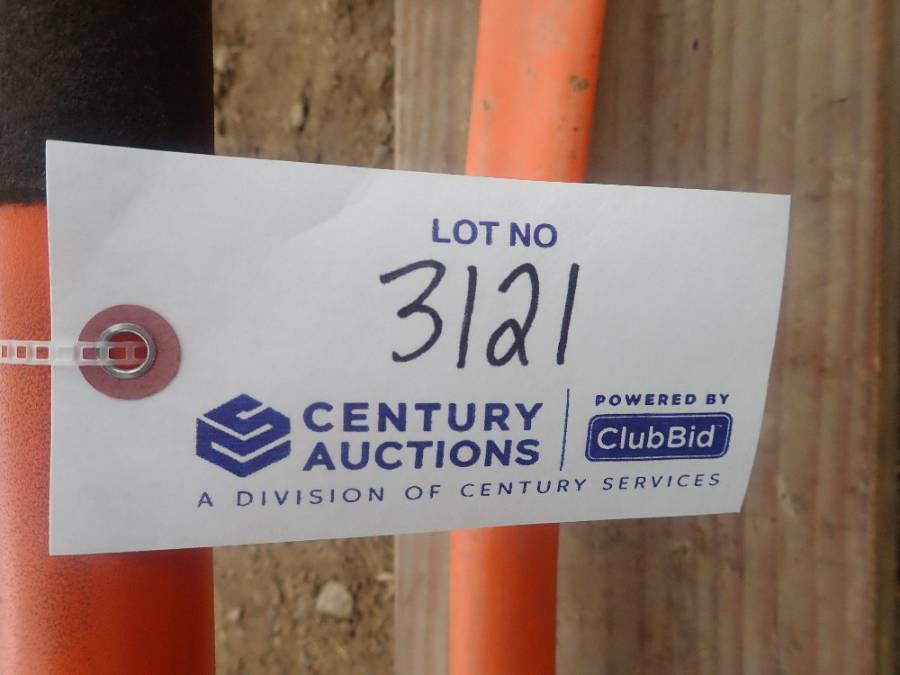 LOT NO
3121
CENTURY
AUCTIONS
POWERED BY
ClubBid
A DIVISION OF CENTURY SERVICES